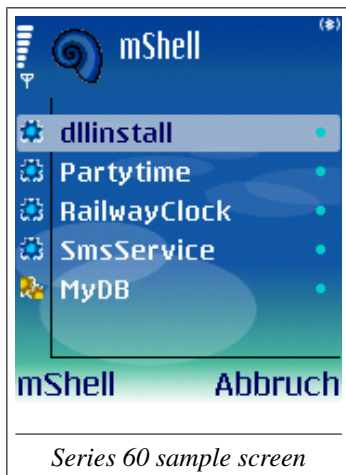 mShell
dllinstall
Partytime
RailwayClock
SmsService
MyDB
mShell Abbruch
Series 60 sample screen